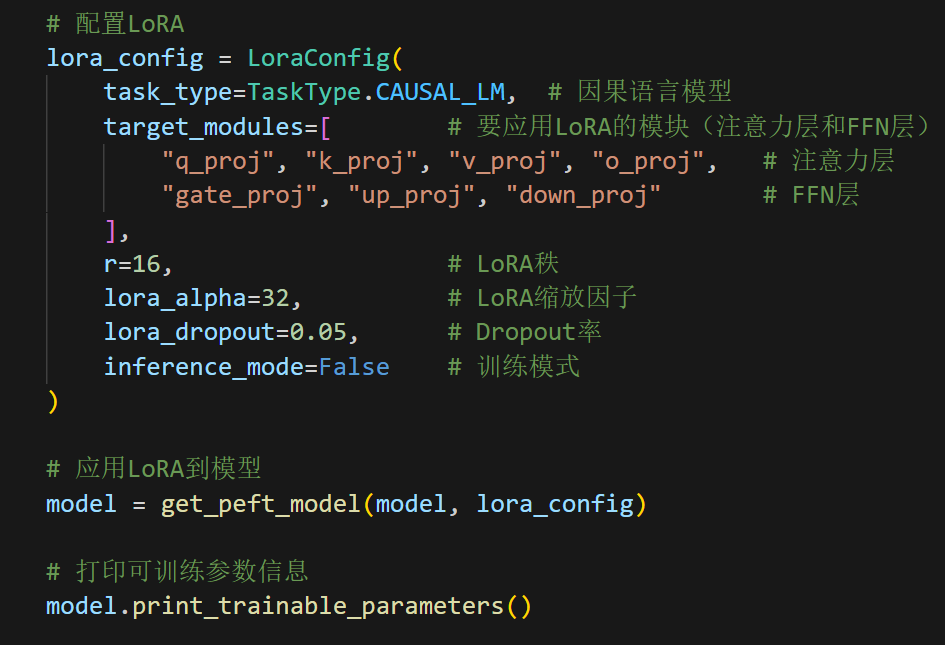 # 配置LoRA
lora_config = LoraConfig(
    task_type=TaskType.CAUSAL_LM,  # 因果语言模型
    target_modules=[        # 要应用LoRA的模块（注意力层和FFN层）
        "q_proj", "k_proj", "v_proj", "o_proj",   # 注意力层
        "gate_proj", "up_proj", "down_proj"       # FFN层
    ],
    r=16,                   # LoRA秩
    lora_alpha=32,          # LoRA缩放因子
    lora_dropout=0.05,      # Dropout率
    inference_mode=False    # 训练模式
)
# 应用LoRA到模型
model = get_peft_model(model, lora_config)
# 打印可训练参数信息
model.print_trainable_parameters()